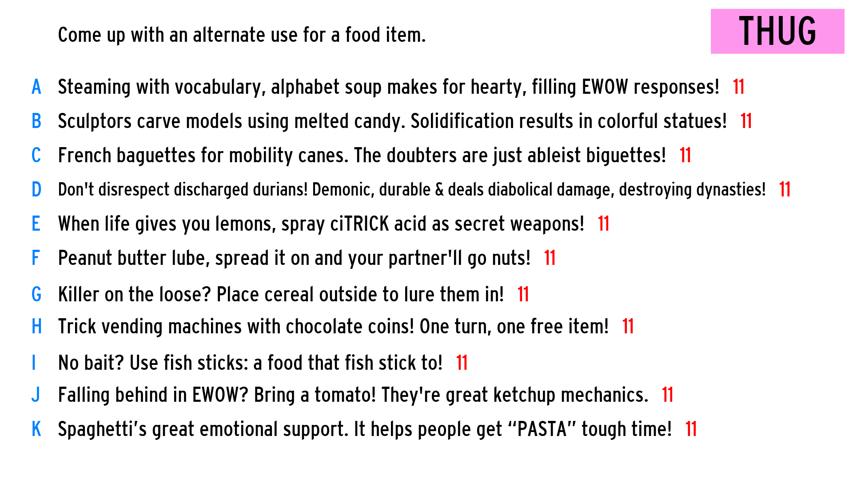 Come up with an alternate use for a food item.
THUG
A Steaming with vocabulary, alphabet soup makes for hearty, filling EWOW responses! 11
B Sculptors carve models using melted candy. Solidification results in colorful statues! 11
C French baguettes for mobility canes. The doubters are just ableist biguettes! 11
D Don't disrespect discharged durians! Demonic, durable & deals diabolical damage, destroying dynasties! 11
E When life gives you lemons, spray ciTRICK acid as secret weapons! 11
F Peanut butter lube, spread it on and your partner'll go nuts! 11
G Killer on the loose? Place cereal outside to lure them in! 11
H Trick vending machines with chocolate coins! One turn, one free item! 11
I No bait? Use fish sticks: a food that fish stick to! 11
J Falling behind in EWOW? Bring a tomato! They're great ketchup mechanics. 11
K Spaghetti’s great emotional support. It helps people get “PASTA” tough time! 11